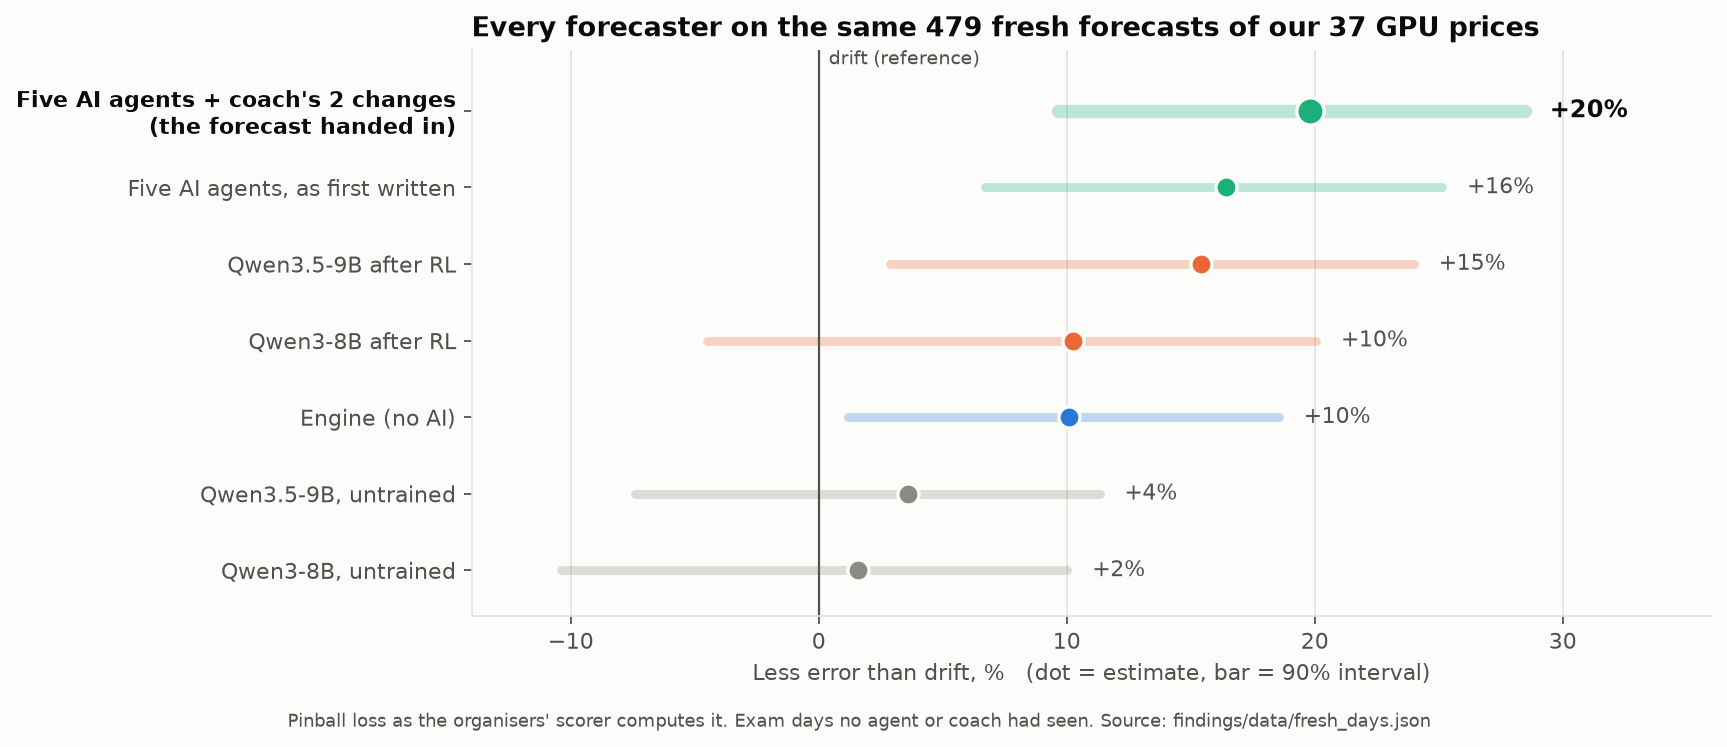 Every forecaster on the same 479 fresh forecasts of our 37 GPU prices
drift (reference)
Five AI agents + coach's 2 changes
(the forecast handed in)
+20%
Five AI agents, as first written
+16%
Qwen3.5-9B after RL
+15%
Qwen3-8B after RL
+10%
Engine (no AI)
+10%
Qwen3.5-9B, untrained
+4%
Qwen3-8B, untrained
+2%
−10 0 10 20 30
Less error than drift, % (dot = estimate, bar = 90% interval)
Pinball loss as the organisers' scorer computes it. Exam days no agent or coach had seen. Source: findings/data/fresh_days.json